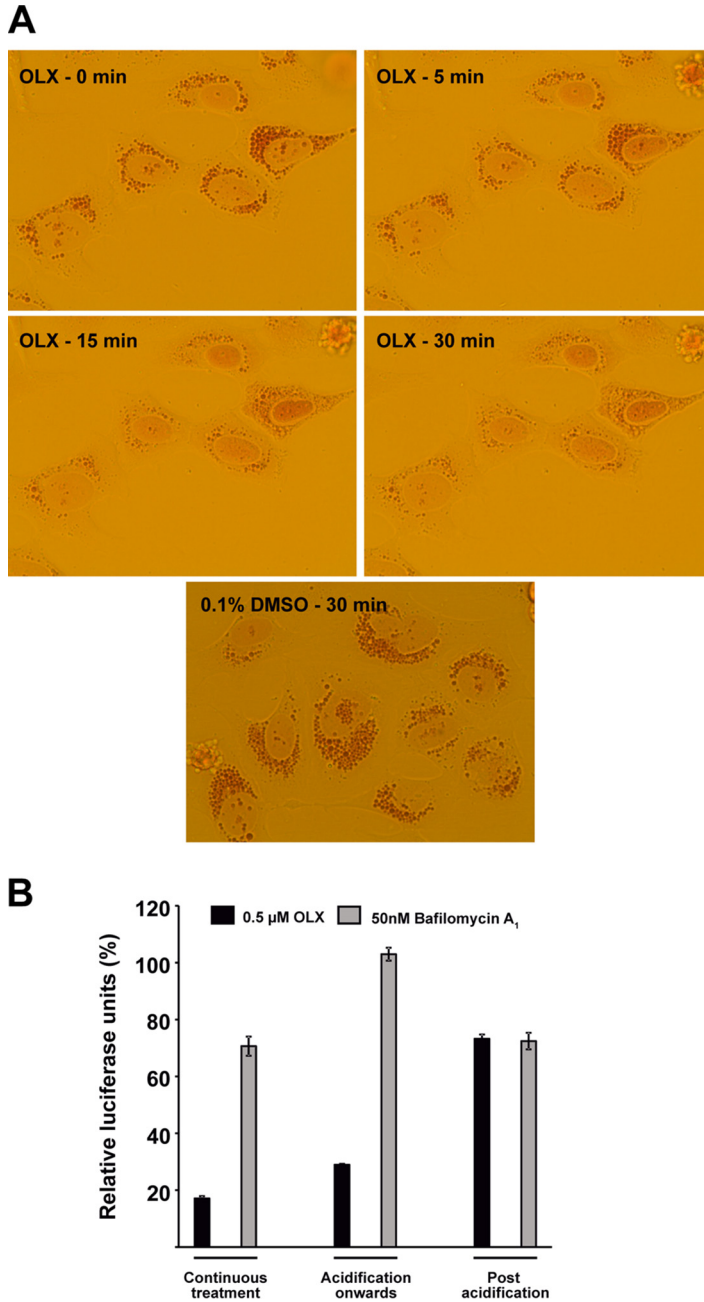 A
OLX - 0 min
OLX - 5 min
OLX - 15 min
OLX - 30 min
0.1% DMSO - 30 min
B
Relative luciferase units (%)
120
100
80
60
40
20
0.5 µM OLX
50nM Bafilomycin A₁
Continuous
treatment
Acidification
onwards
Post
acidification